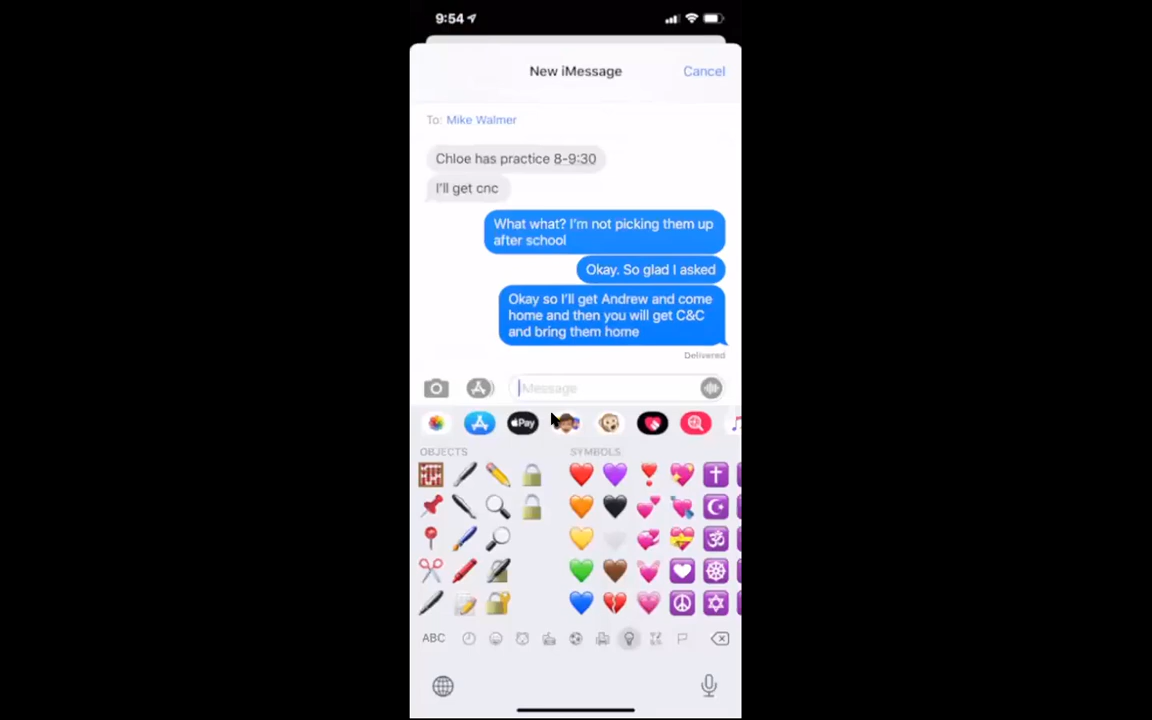 9:54
New iMessage
Cancel
To: Mike Walmer
Chloe has practice 8-9:30
I'll get cnc
What what? I'm not picking them up
after school
Okay. So glad I asked
Okay so I'll get Andrew and come
home and then you will get C&C
and bring them home
Delivered
Message
Pay
OBJECTS
SYMBOLS
ABC